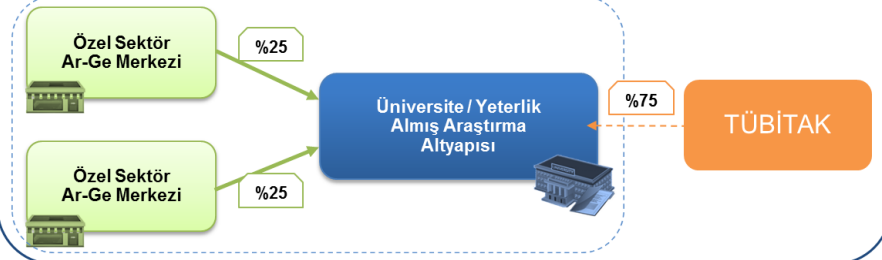 Özel Sektör
Ar-Ge Merkezi
%25
Üniversite / Yeterlik
Almış Araştırma
Altyapısı
%75
TÜBİTAK
Özel Sektör
Ar-Ge Merkezi
%25